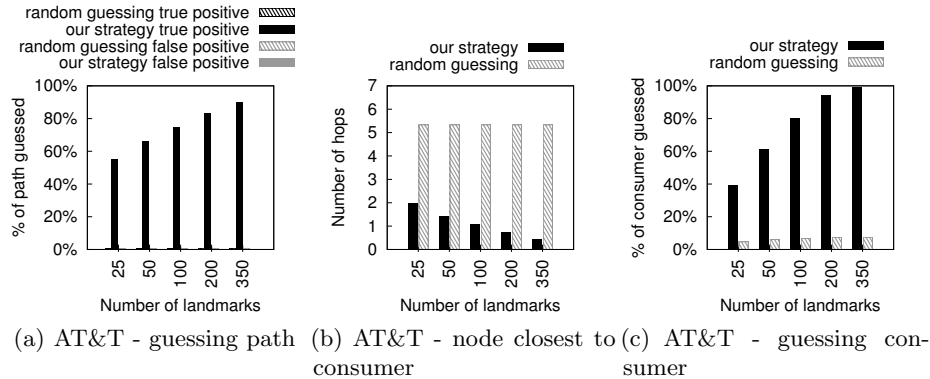 random guessing true positive
our strategy true positive
random guessing false positive
our strategy false positive
100%
80%
60%
40%
20%
0%
% of path guessed
25
50
100
200
350
Number of landmarks
(a) AT&T - guessing path
our strategy
random guessing
7
6
5
4
3
2
1
0
Number of hops
25
50
100
200
350
Number of landmarks
(b) AT&T - node closest to
consumer
our strategy
random guessing
100%
80%
60%
40%
20%
0%
% of consumer guessed
25
50
100
200
350
Number of landmarks
(c) AT&T - guessing con-
sumer